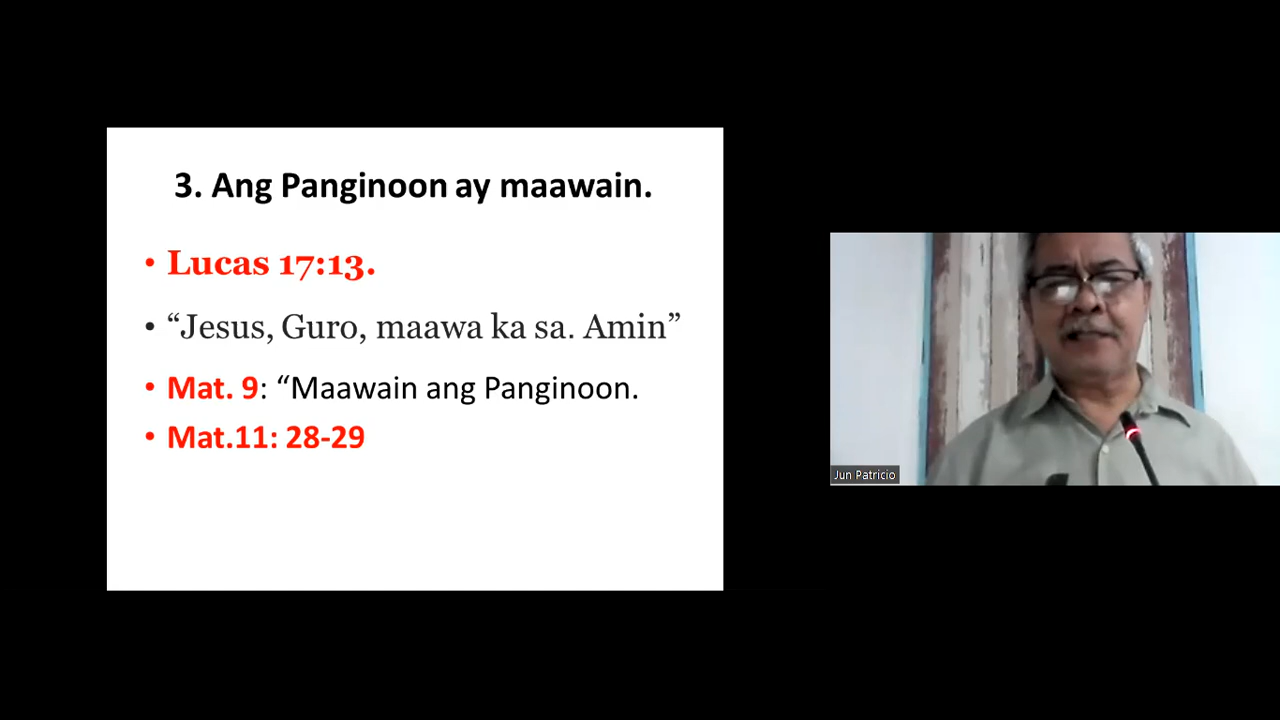 3. Ang Panginoon ay maawain.
• Lucas 17:13.
• “Jesus, Guro, maawa ka sa. Amin”
• Mat. 9: “Maawain ang Panginoon.
• Mat.11: 28-29
Jun Patricio